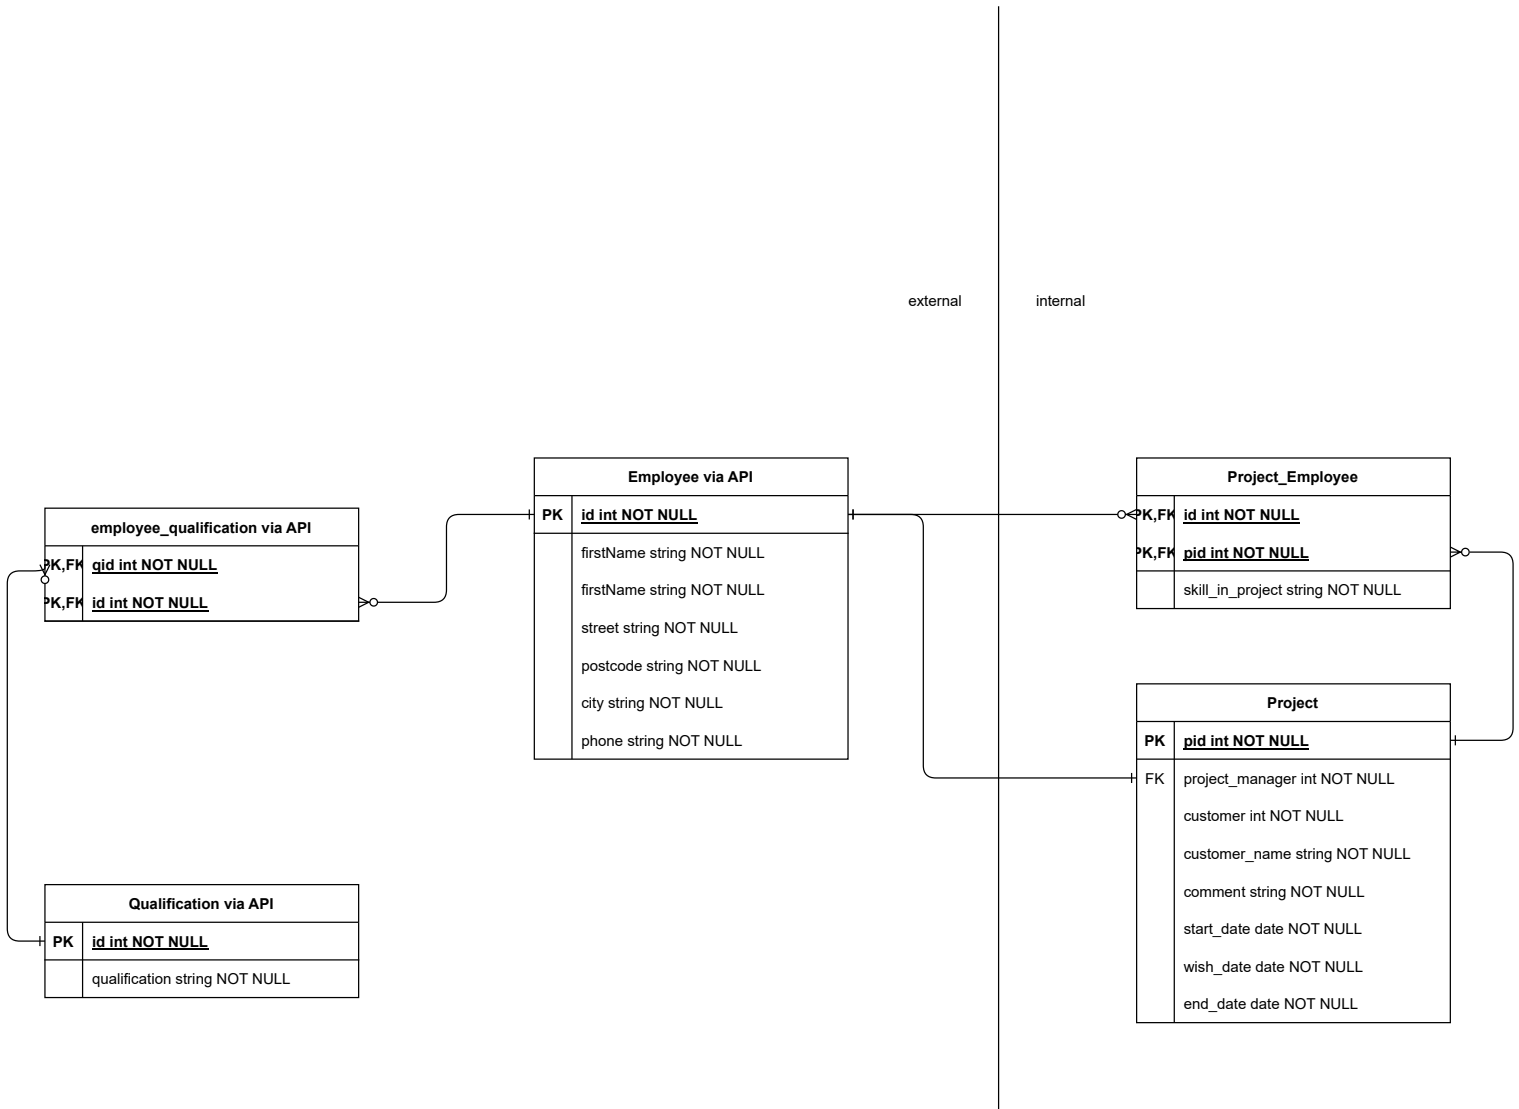 external
internal
employee_qualification via API
PK,FK qid int NOT NULL
PK,FK id int NOT NULL
Employee via API
PK id int NOT NULL
firstName string NOT NULL
firstName string NOT NULL
street string NOT NULL
postcode string NOT NULL
city string NOT NULL
phone string NOT NULL
Project_Employee
PK,FK id int NOT NULL
PK,FK pid int NOT NULL
skill_in_project string NOT NULL
Project
PK pid int NOT NULL
FK project_manager int NOT NULL
customer int NOT NULL
customer_name string NOT NULL
comment string NOT NULL
start_date date NOT NULL
wish_date date NOT NULL
end_date date NOT NULL
Qualification via API
PK id int NOT NULL
qualification string NOT NULL